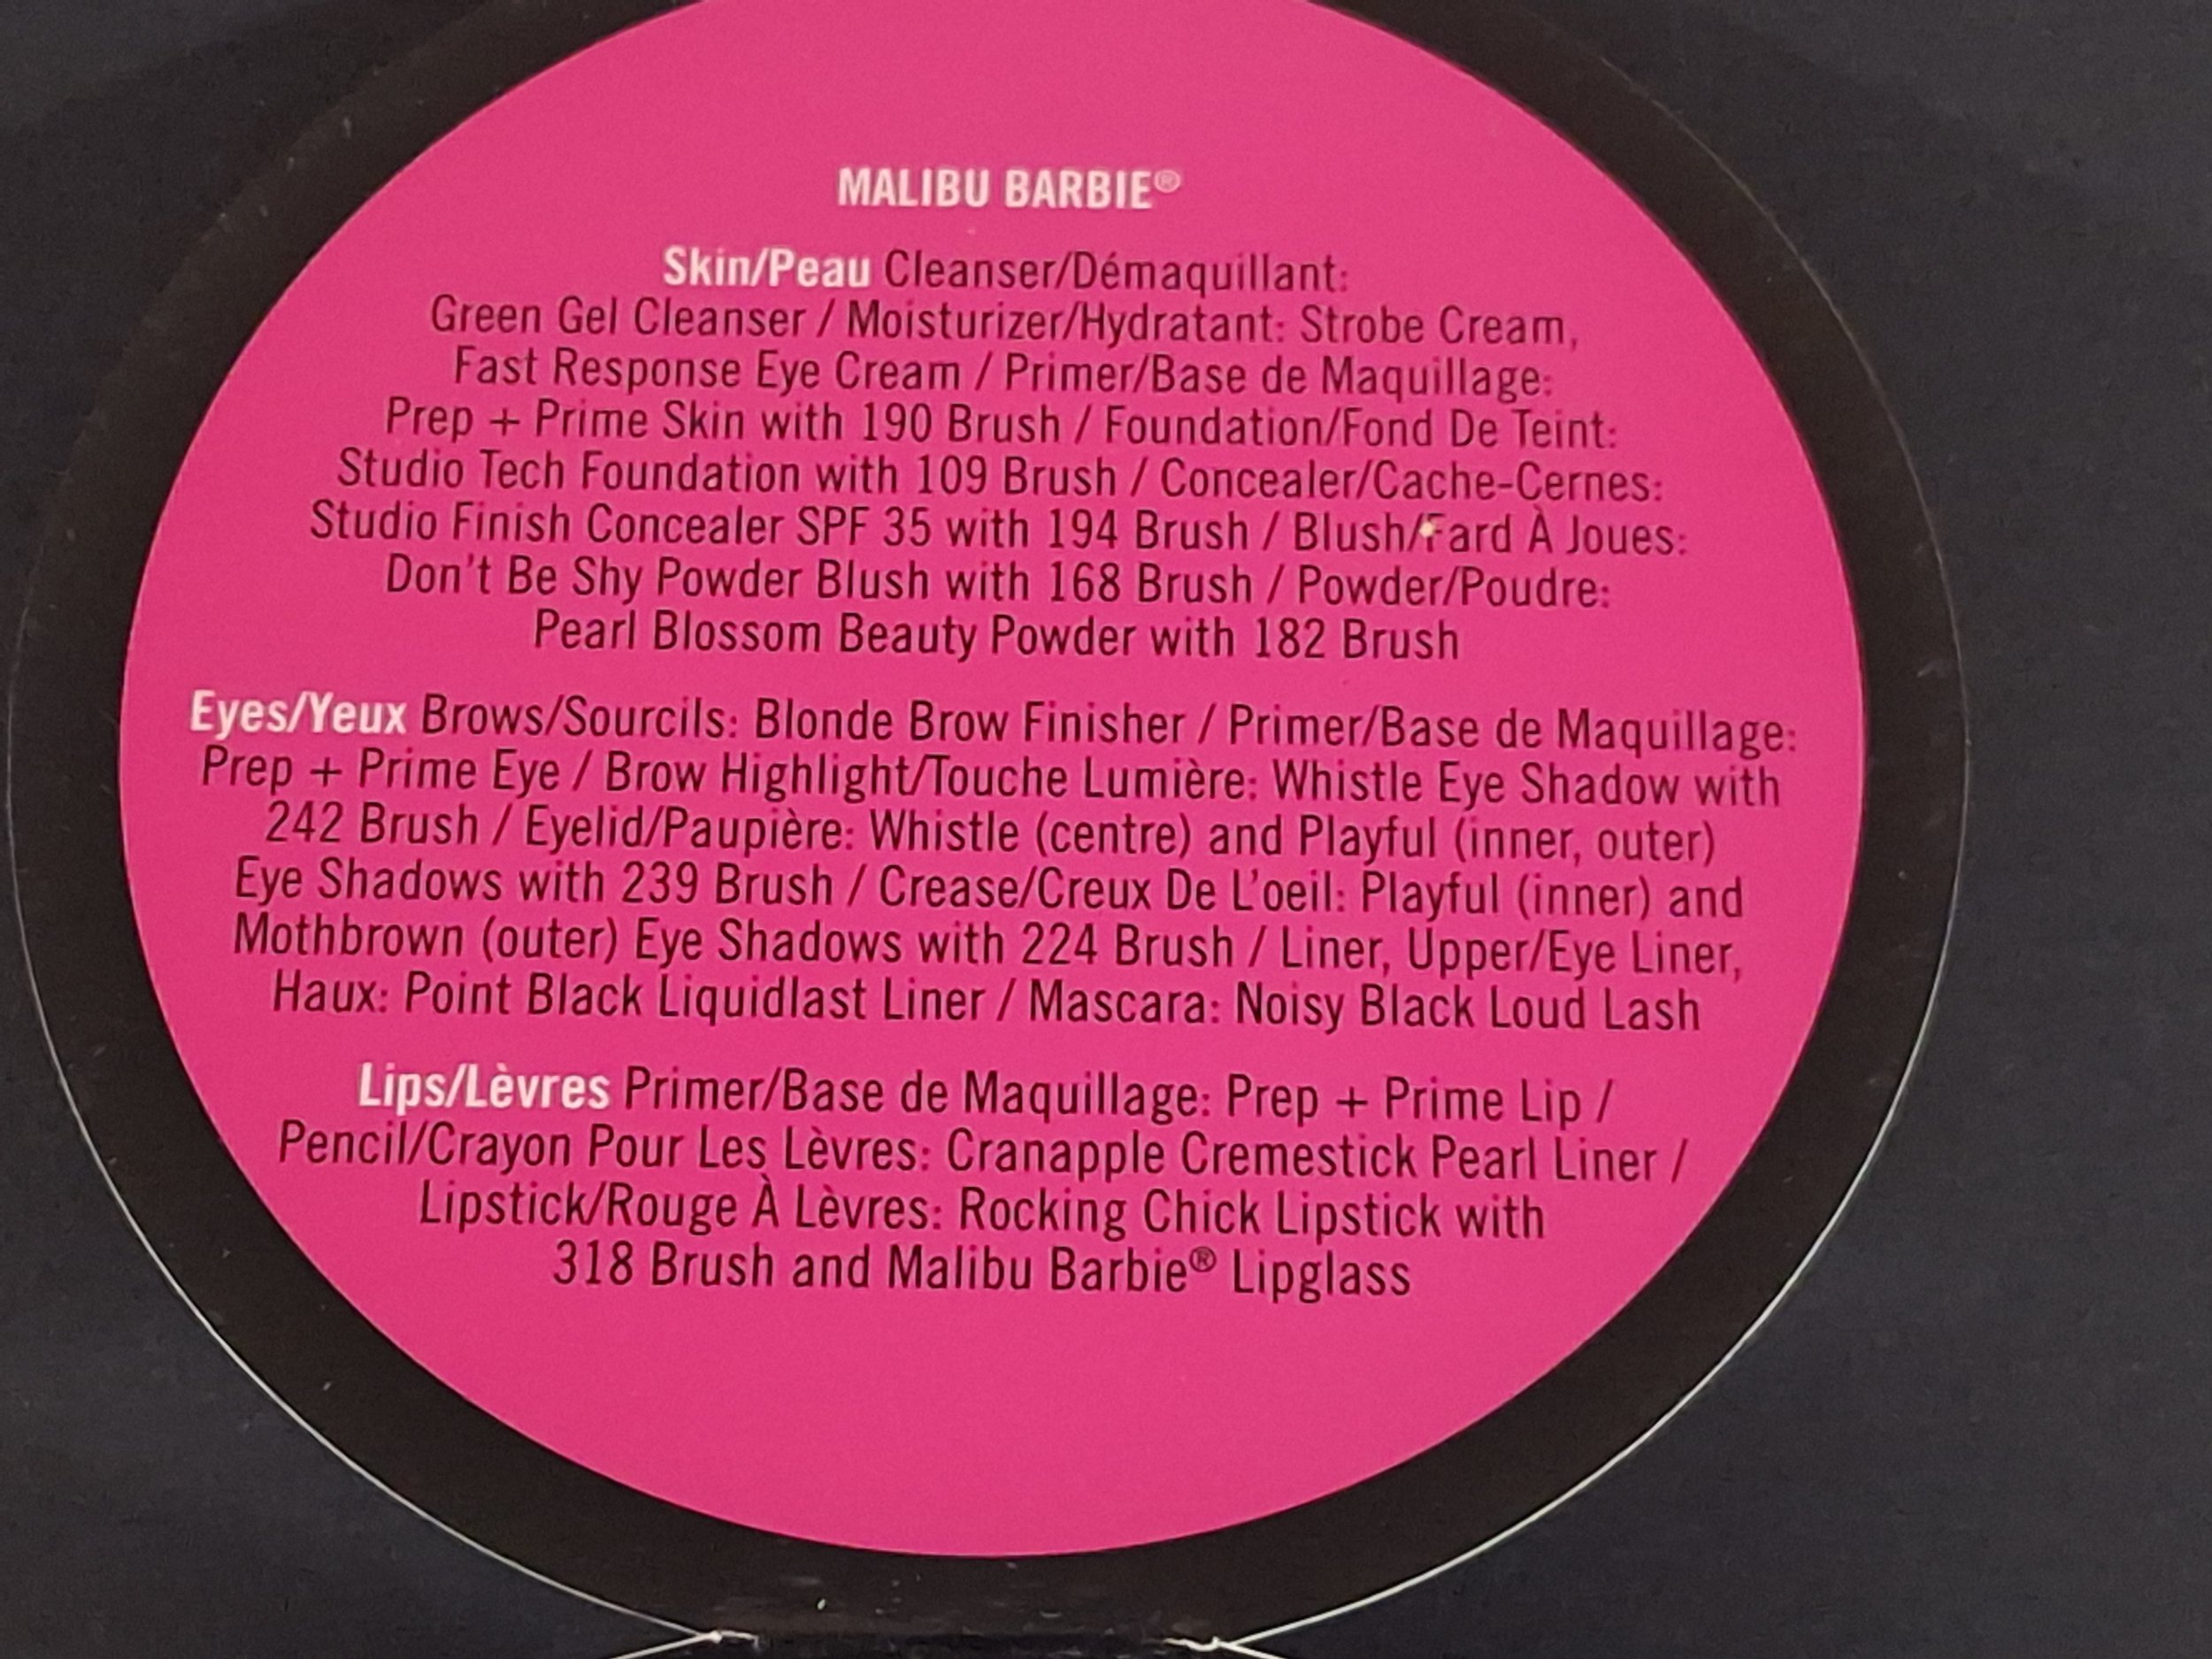 MALIBU BARBIE®
Skin/Peau Cleanser/Démaquillant:
Green Gel Cleanser / Moisturizer/Hydratant: Strobe Cream,
Fast Response Eye Cream / Primer/Base de Maquillage:
Prep + Prime Skin with 190 Brush / Foundation/Fond De Teint:
Studio Tech Foundation with 109 Brush / Concealer/Cache-Cernes:
Studio Finish Concealer SPF 35 with 194 Brush / Blush/Fard À Joues:
Don't Be Shy Powder Blush with 168 Brush / Powder/Poudre:
Pearl Blossom Beauty Powder with 182 Brush
Eyes/Yeux Brows/Sourcils: Blonde Brow Finisher / Primer/Base de Maquillage:
Prep + Prime Eye / Brow Highlight/Touche Lumière: Whistle Eye Shadow with
242 Brush / Eyelid/Paupière: Whistle (centre) and Playful (inner, outer)
Eye Shadows with 239 Brush / Crease/Creux De L'oeil: Playful (inner) and
Mothbrown (outer) Eye Shadows with 224 Brush / Liner, Upper/Eye Liner,
Haux: Point Black Liquidlast Liner / Mascara: Noisy Black Loud Lash
Lips/Lèvres Primer/Base de Maquillage: Prep + Prime Lip /
Pencil/Crayon Pour Les Lèvres: Cranapple Cremestick Pearl Liner /
Lipstick/Rouge À Lèvres: Rocking Chick Lipstick with
318 Brush and Malibu Barbie® Lipglass